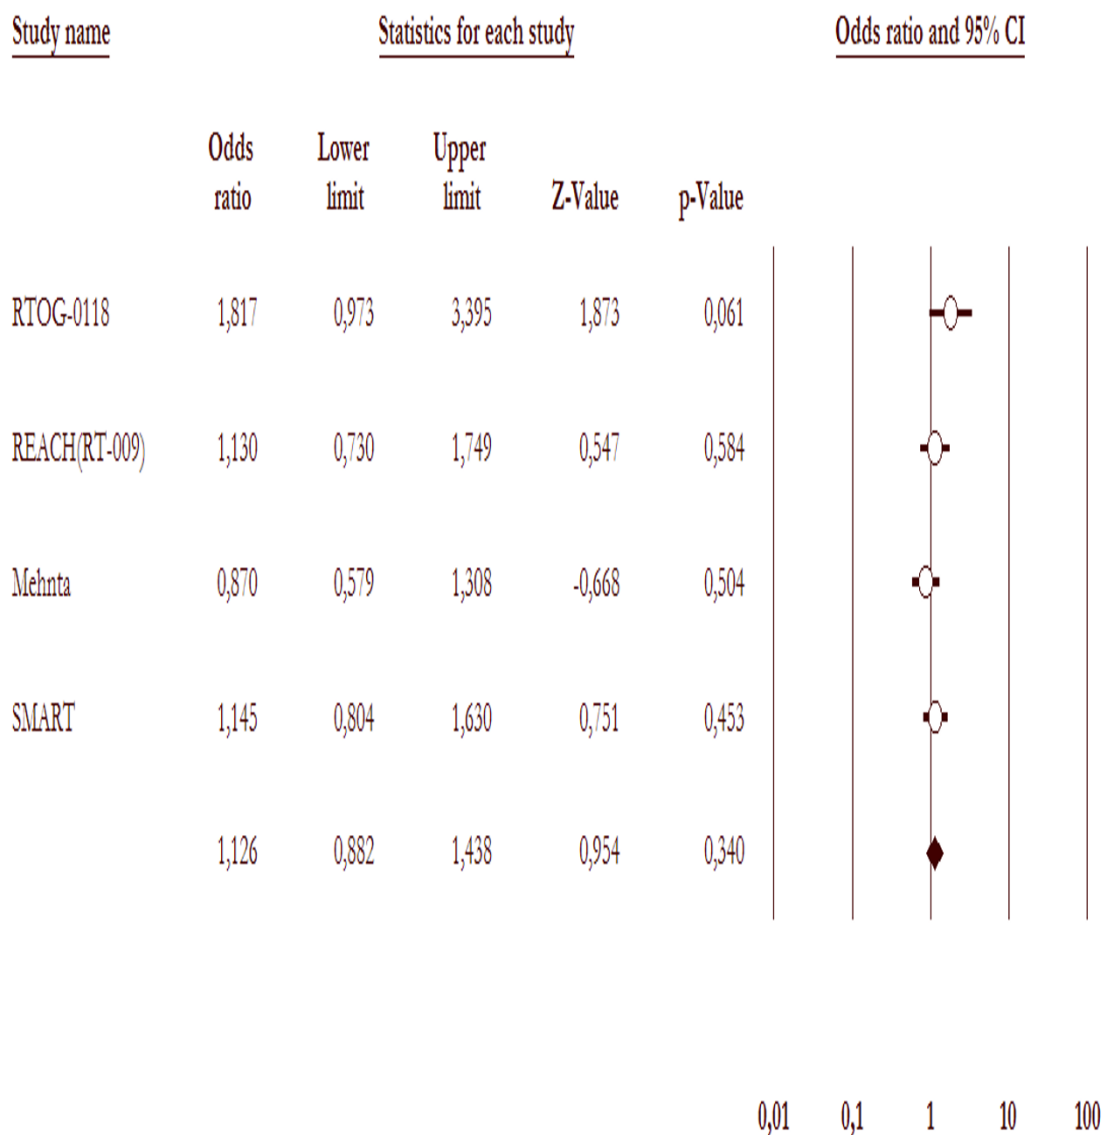 Study name Statistics for each study Odds ratio and 95% CI
Odds Lower Upper
ratio limit limit Z-Value p-Value
RTOG-0118 1,817 0,973 3,395 1,873 0,061
REACH(RT-009) 1,130 0,730 1,749 0,547 0,584
Mehnta 0,870 0,579 1,308 -0,668 0,504
SMART 1,145 0,804 1,630 0,751 0,453
1,126 0,882 1,438 0,954 0,340
0,01 0,1 1 10 100